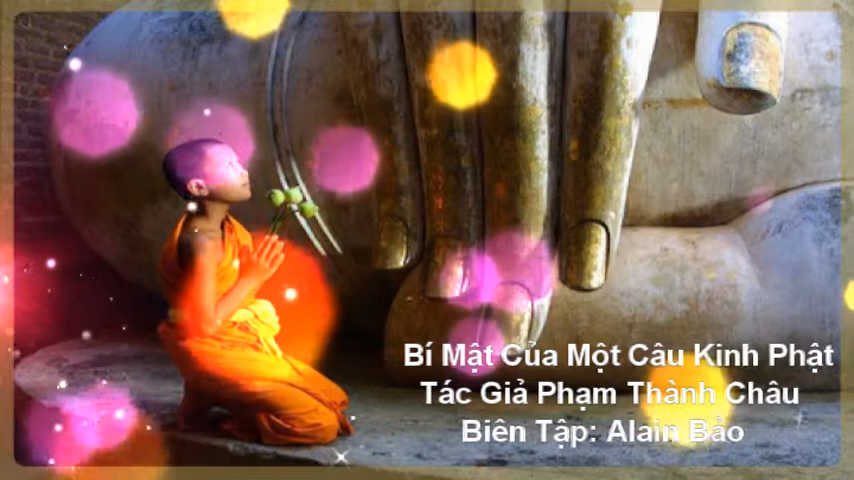 Bí Mật Của Một Câu Kinh Phật
Tác Giả Phạm Thành Châu
Biên Tập: Alain Bảo